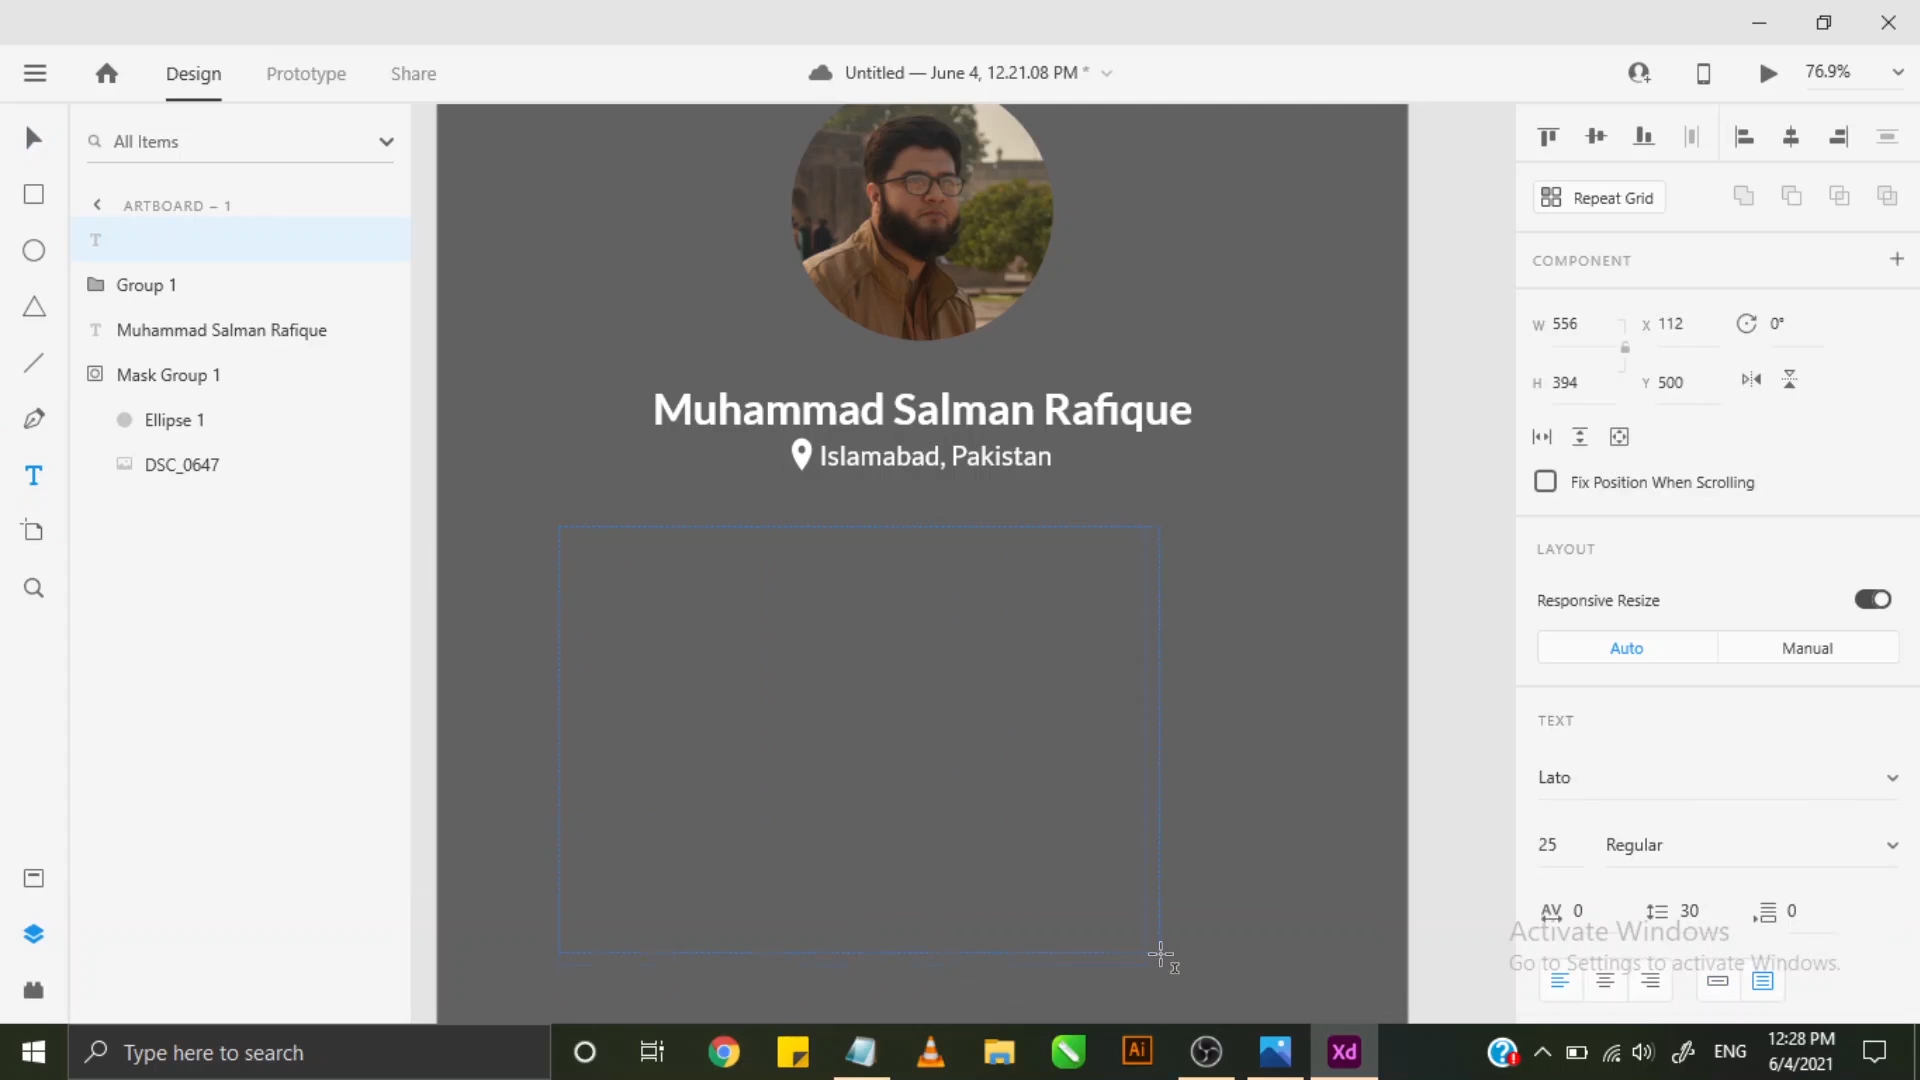 Design
Prototype
Share
Untitled — June 4, 12.21.08 PM *
76.9%
All Items
ARTBOARD – 1
T
Group 1
T Muhammad Salman Rafique
Mask Group 1
Ellipse 1
DSC_0647
T
Muhammad Salman Rafique
Islamabad, Pakistan
Repeat Grid
COMPONENT
W 556
X 112
0°
H 394
Y 500
Fix Position When Scrolling
LAYOUT
Responsive Resize
Auto
Manual
TEXT
Lato
25
Regular
AV 0
30
0
Activate Windows
Go to Settings to activate Windows.
Type here to search
Ai
Xd
ENG
12:28 PM
6/4/2021